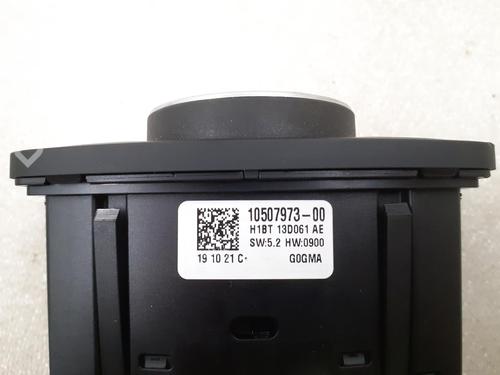 10507973-00
H1BT 13D061 AE
SW:5.2 HW:0900
19 10 21 C· G0GMA